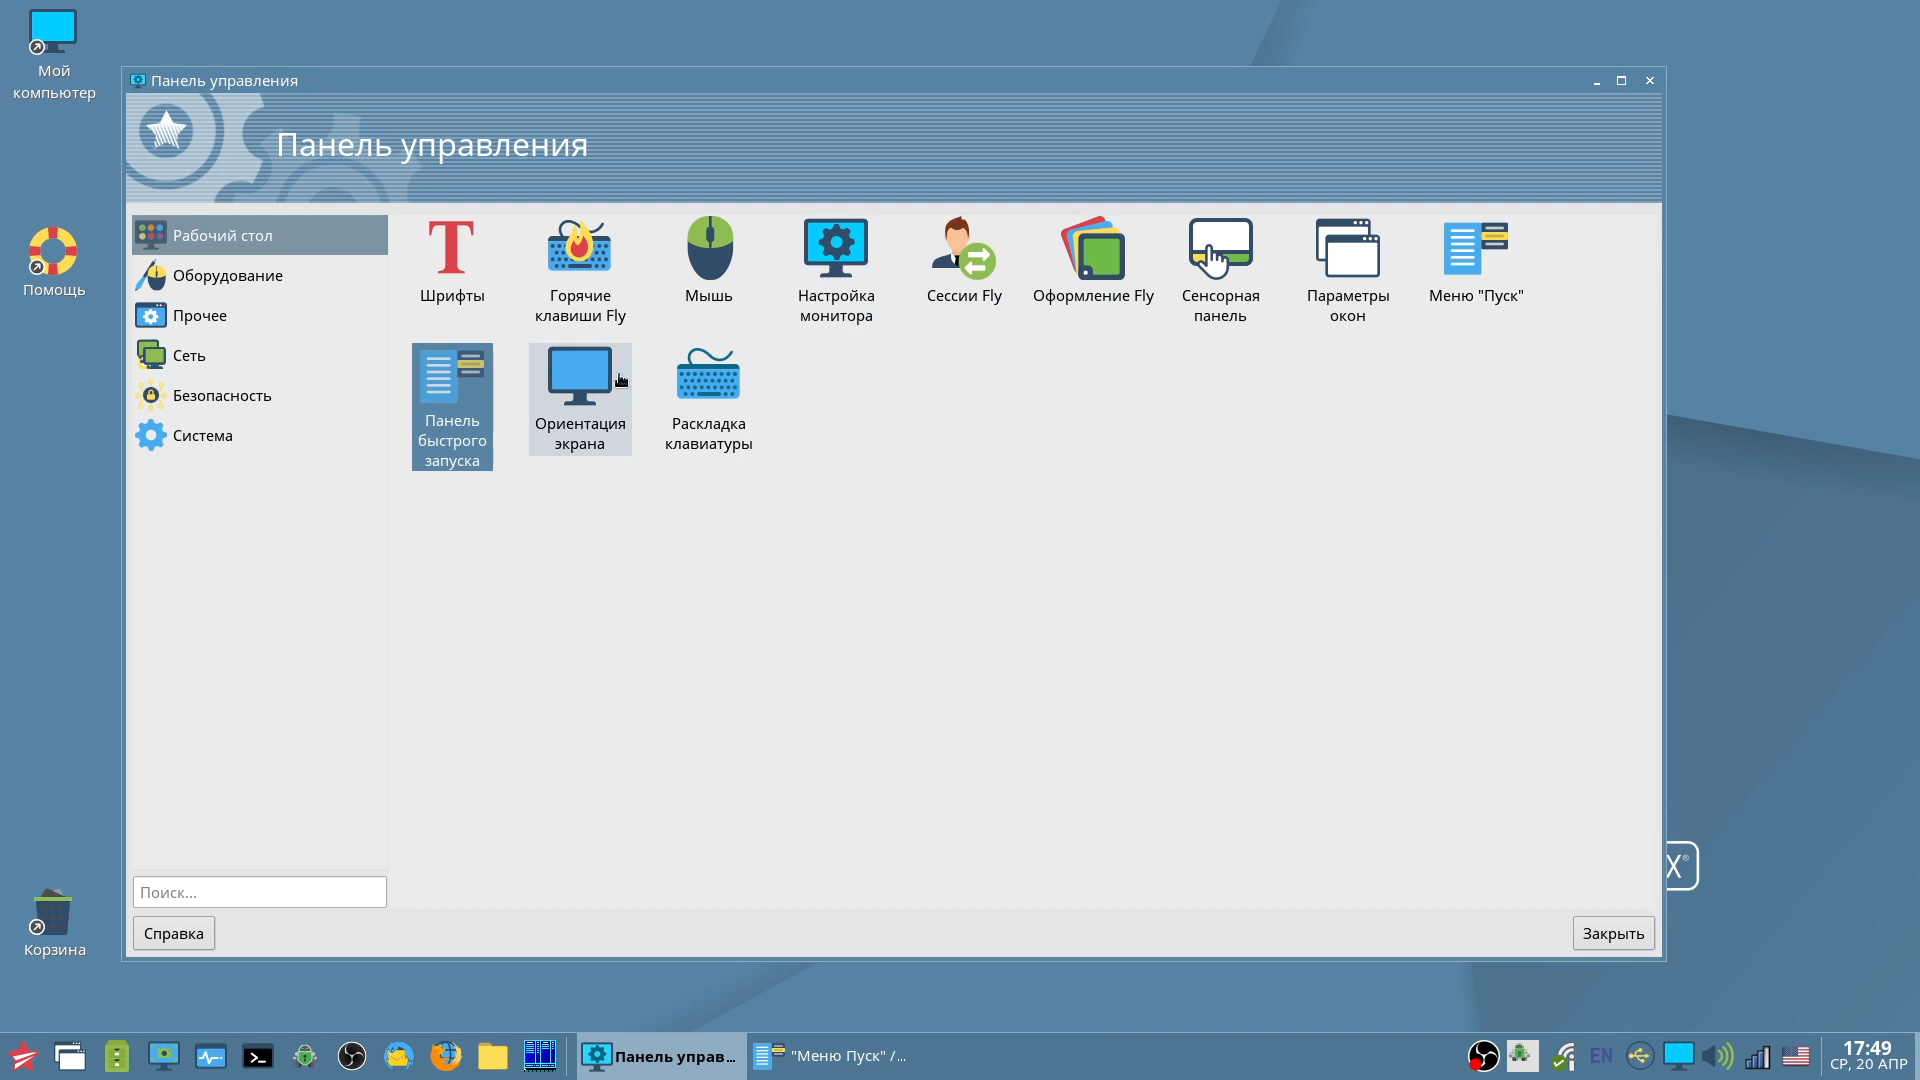 Мой
компьютер
Помощь
Корзина
Панель управления
Панель управления
Рабочий стол
Оборудование
Прочее
Сеть
Безопасность
Система
Шрифты
Горячие
клавиши Fly
Мышь
Настройка
монитора
Сессии Fly
Оформление Fly
Сенсорная
панель
Параметры
окон
Меню "Пуск"
Панель
быстрого
запуска
Ориентация
экрана
Раскладка
клавиатуры
Поиск...
Справка
Закрыть
X®
Панель управ...
"Меню Пуск" /...
EN
17:49
СР, 20 АПР